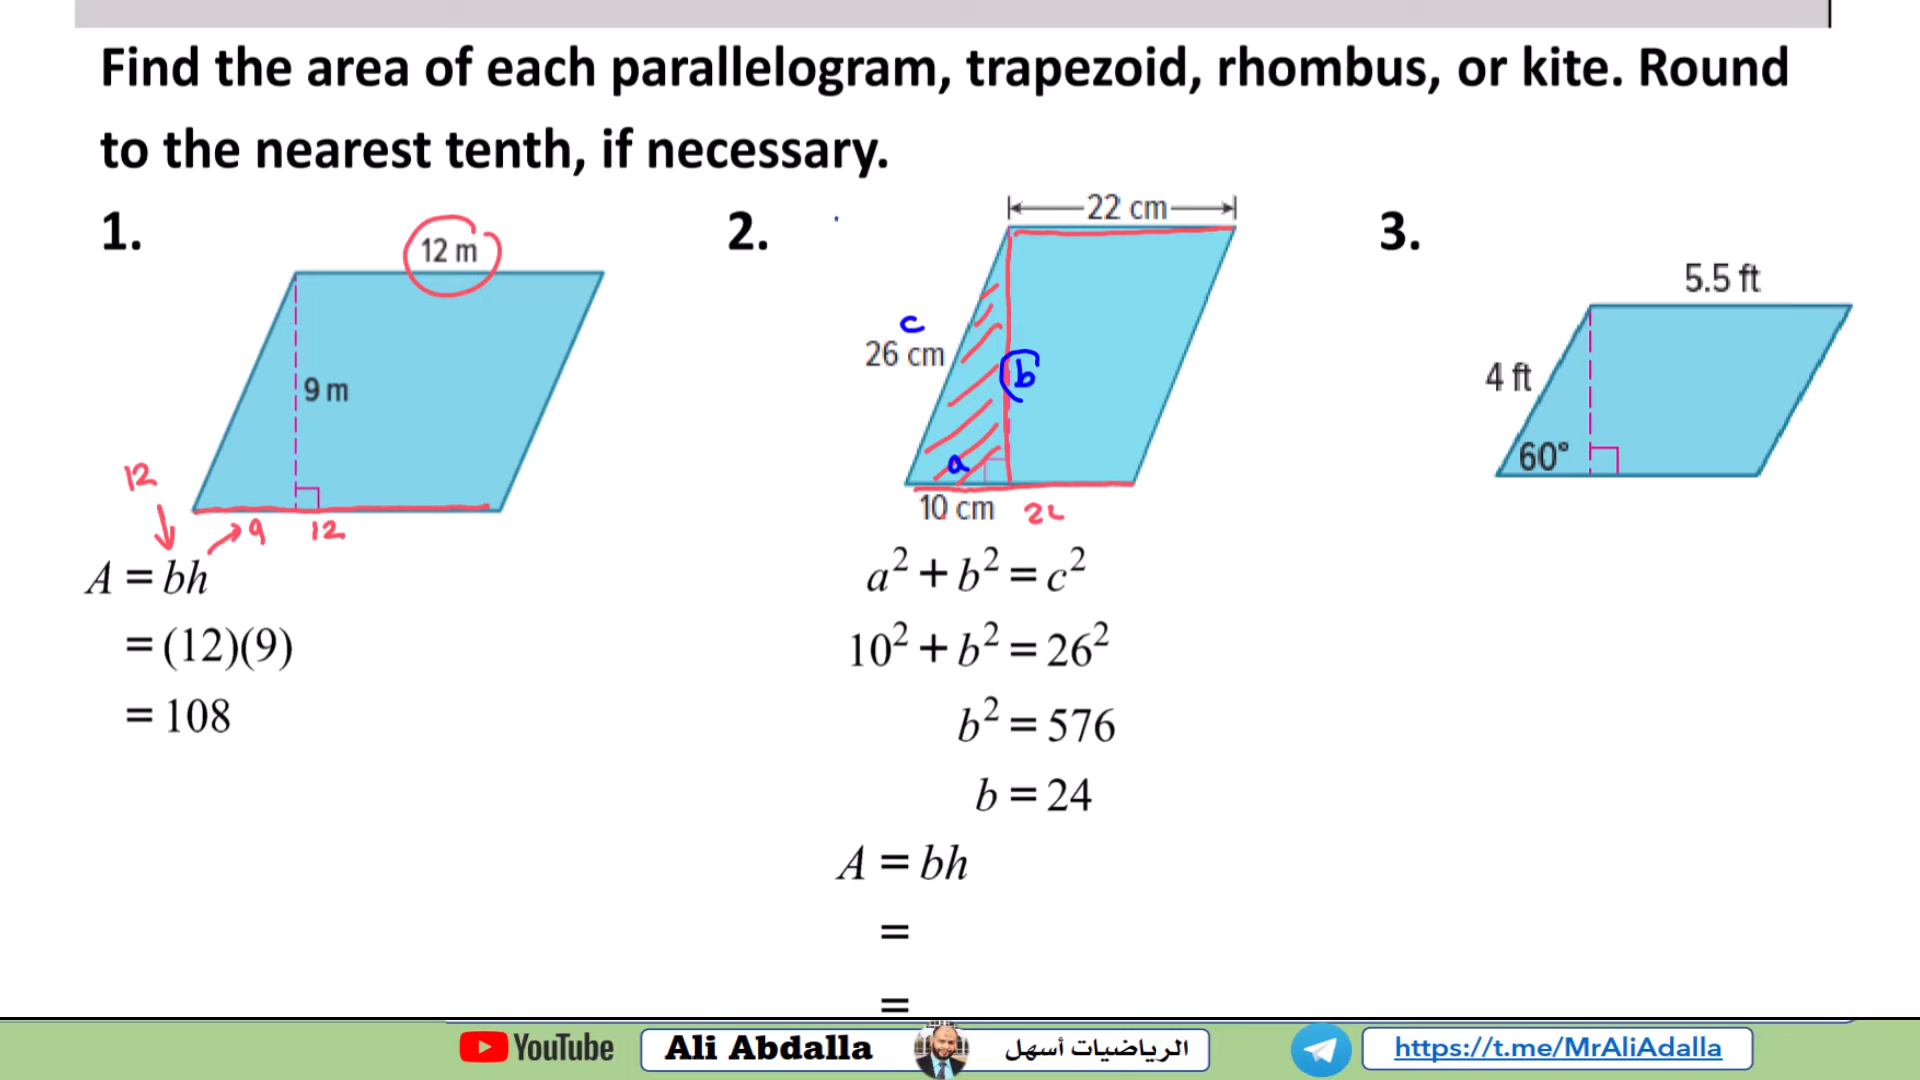 Find the area of each parallelogram, trapezoid, rhombus, or kite. Round
to the nearest tenth, if necessary.
1.
12 m
9 m
12
9
12
A = bh
= (12)(9)
= 108
2.
22 cm
c
26 cm
b
a
10 cm
a² + b² = c²
10² + b² = 26²
b² = 576
b = 24
A = bh
=
=
3.
5.5 ft
4 ft
60°
YouTube
Ali Abdalla
الرياضيات أسهل
https://t.me/MrAliAdalla